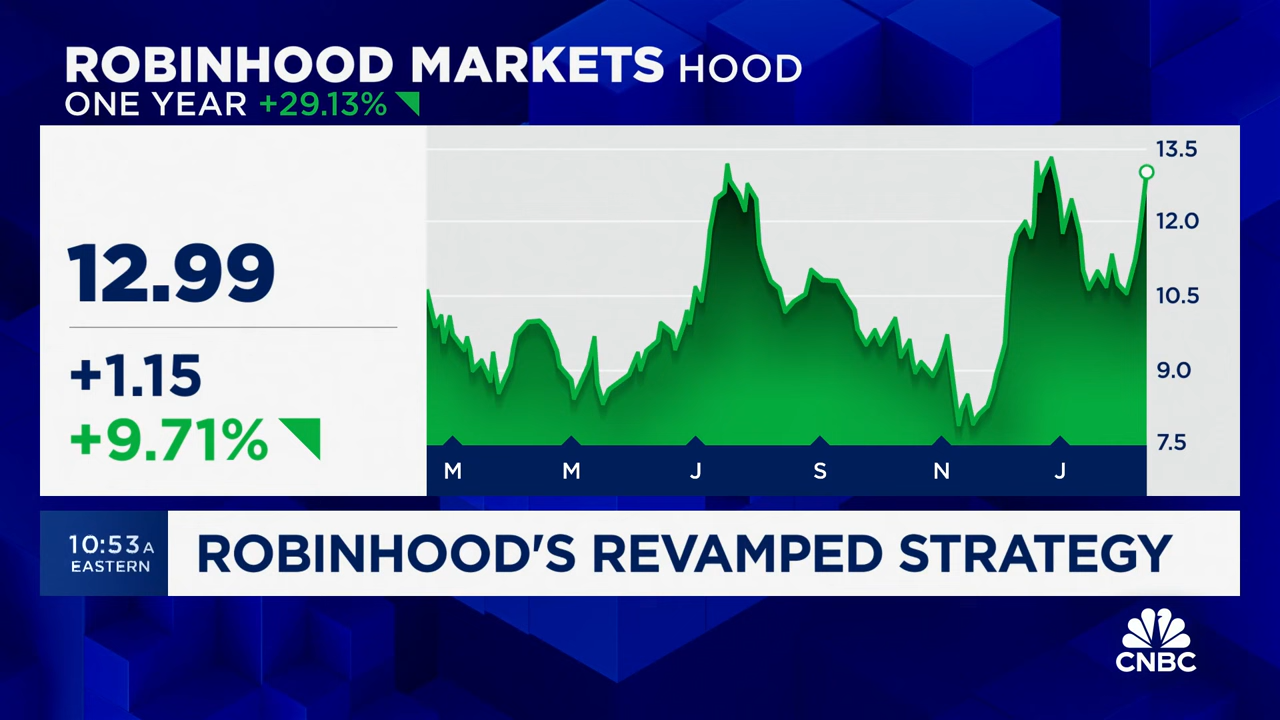 ROBINHOOD MARKETS HOOD
ONE YEAR +29.13%
12.99
+1.15
+9.71%
13.5
12.0
10.5
9.0
7.5
M M J S N J
10:53A
EASTERN
ROBINHOOD'S REVAMPED STRATEGY
CNBC